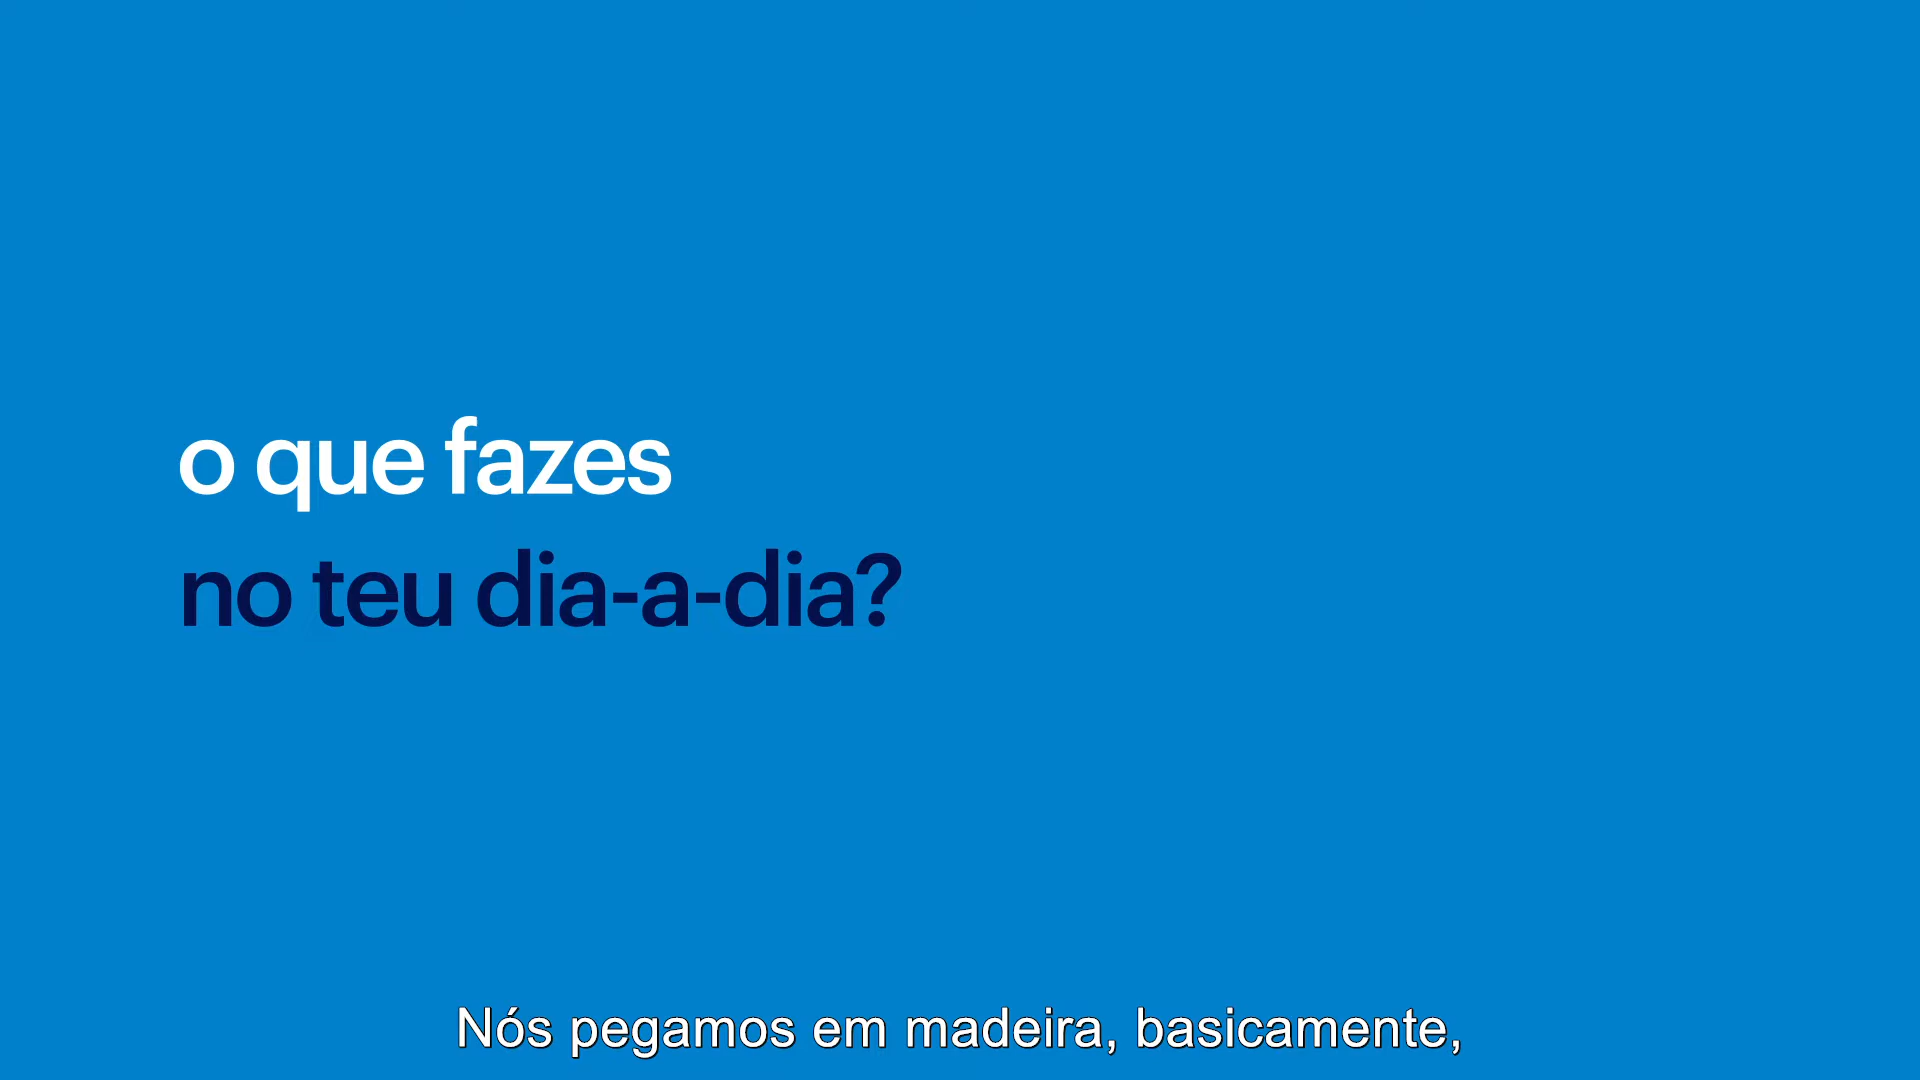 o que fazes
no teu dia-a-dia?
Nós pegamos em madeira, basicamente,